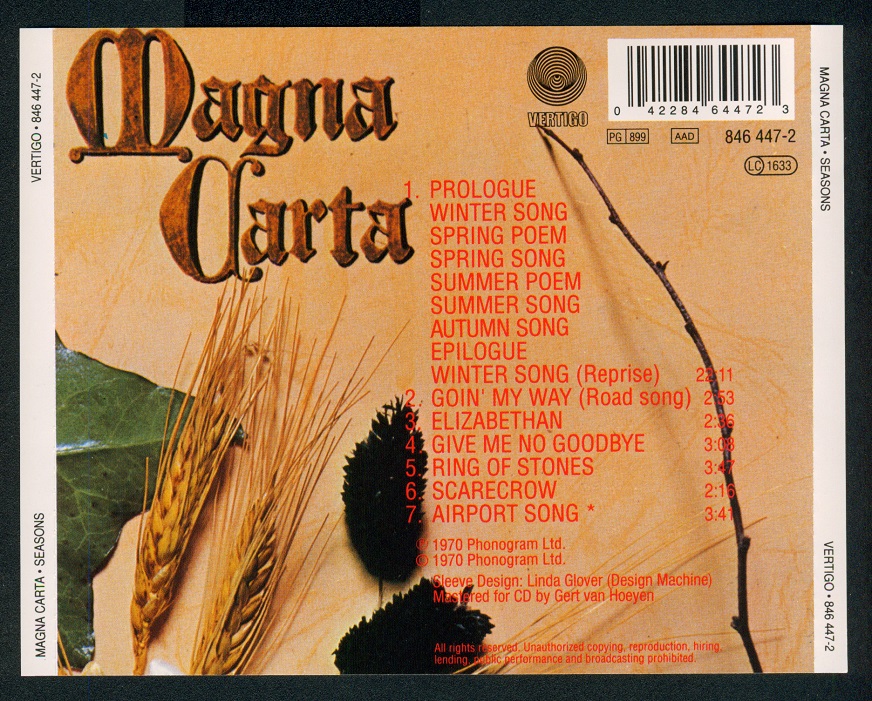 Magna
Carta
VERTIGO
0 42284 64472 3
PG 899 AAD 846 447-2
LC 1633
1. PROLOGUE
WINTER SONG
SPRING POEM
SPRING SONG
SUMMER POEM
SUMMER SONG
AUTUMN SONG
EPILOGUE
WINTER SONG (Reprise) 22:11
2. GOIN' MY WAY (Road song) 2:53
3. ELIZABETHAN 2:36
4. GIVE ME NO GOODBYE 3:08
5. RING OF STONES 3:47
6. SCARECROW 2:16
7. AIRPORT SONG * 3:41
℗ 1970 Phonogram Ltd.
© 1970 Phonogram Ltd.
Sleeve Design: Linda Glover (Design Machine)
Mastered for CD by Gert van Hoeyen
All rights reserved. Unauthorized copying, reproduction, hiring,
lending, public performance and broadcasting prohibited.
VERTIGO • 846 447-2
MAGNA CARTA • SEASONS
MAGNA CARTA • SEASONS
VERTIGO • 846 447-2